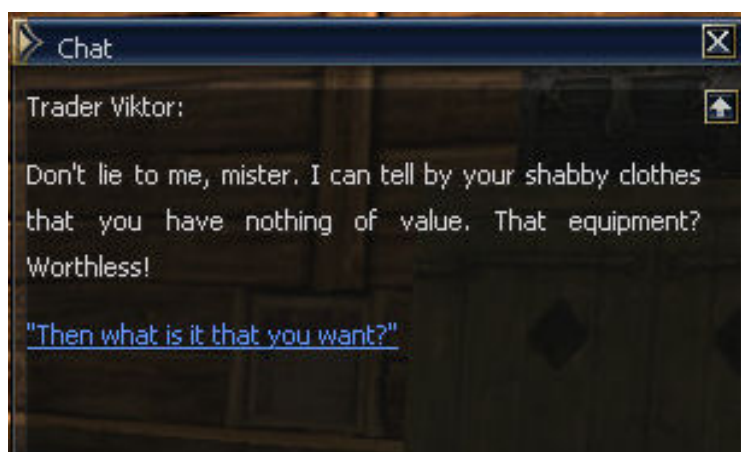 Chat
Trader Viktor:
Don't lie to me, mister. I can tell by your shabby clothes
that you have nothing of value. That equipment?
Worthless!
"Then what is it that you want?"